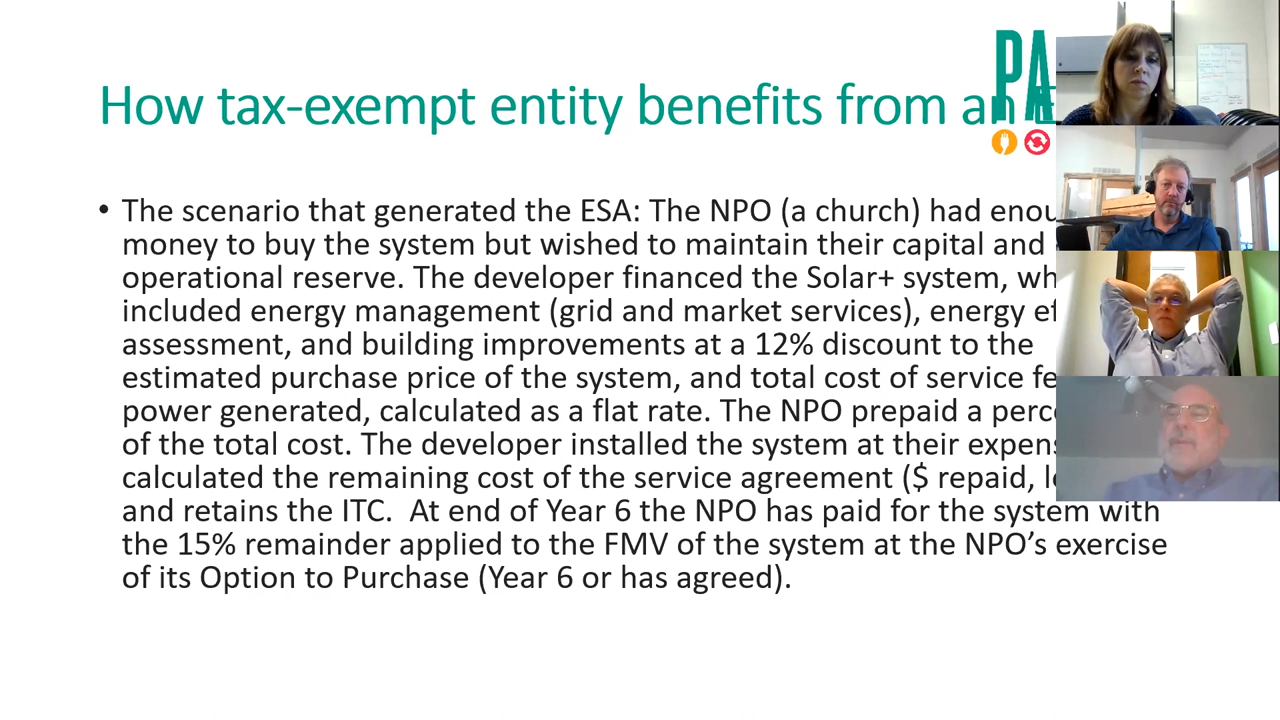 PA
How tax-exempt entity benefits from an
• The scenario that generated the ESA: The NPO (a church) had
money to buy the system but wished to maintain their capital and
operational reserve. The developer financed the Solar+ system,
included energy management (grid and market services), energy
assessment, and building improvements at a 12% discount to the
estimated purchase price of the system, and total cost of service
power generated, calculated as a flat rate. The NPO prepaid a
of the total cost. The developer installed the system at their
calculated the remaining cost of the service agreement ($ repaid,
and retains the ITC. At end of Year 6 the NPO has paid for the system with
the 15% remainder applied to the FMV of the system at the NPO’s exercise
of its Option to Purchase (Year 6 or has agreed).